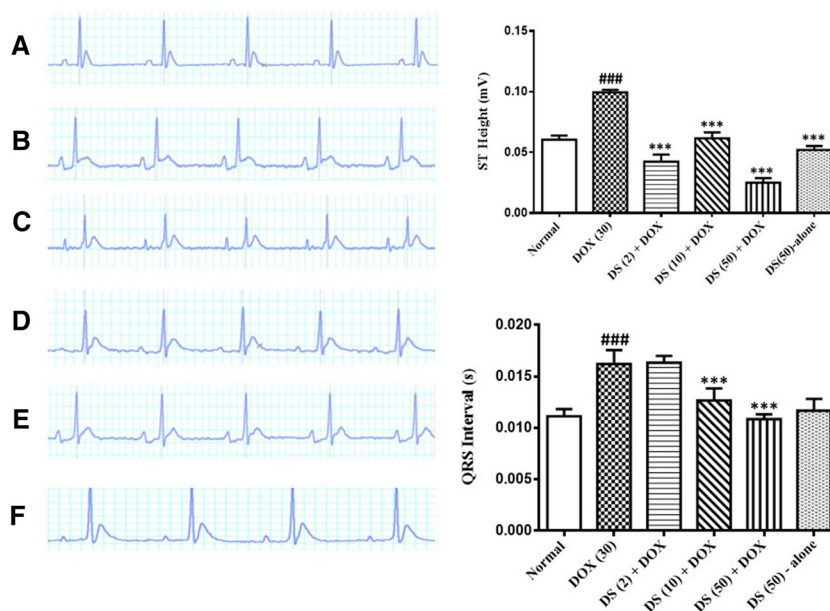 A
B
C
D
E
F
ST Height (mV)
0.15
0.10
0.05
0.00
###
***
***
***
***
Normal
DOX (30)
DS (2) + DOX
DS (10) + DOX
DS (50) + DOX
DS(50)-alone
QRS Interval (s)
0.020
0.015
0.010
0.005
0.000
###
***
***
Normal
DOX (30)
DS (2) + DOX
DS (10) + DOX
DS (50) + DOX
DS (50) - alone